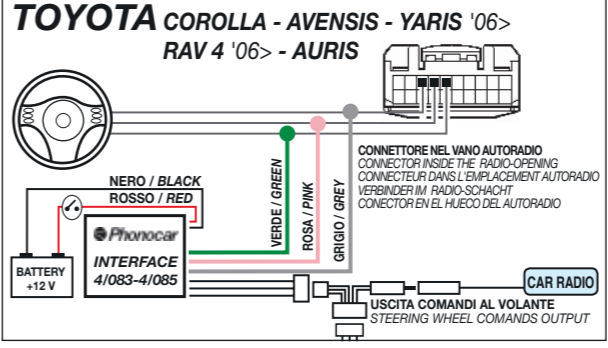 TOYOTA COROLLA - AVENSIS - YARIS '06>
RAV 4 '06> - AURIS
CONNETTORE NEL VANO AUTORADIO
CONNECTOR INSIDE THE RADIO-OPENING
CONNECTEUR DANS L'EMPLACEMENT AUTORADIO
VERBINDER IM RADIO-SCHACHT
CONECTOR EN EL HUECO DEL AUTORADIO
NERO / BLACK
ROSSO / RED
VERDE / GREEN
ROSA / PINK
GRIGIO / GREY
Phonocar
INTERFACE
4/083-4/085
BATTERY
+12 V
CAR RADIO
USCITA COMANDI AL VOLANTE
STEERING WHEEL COMANDS OUTPUT